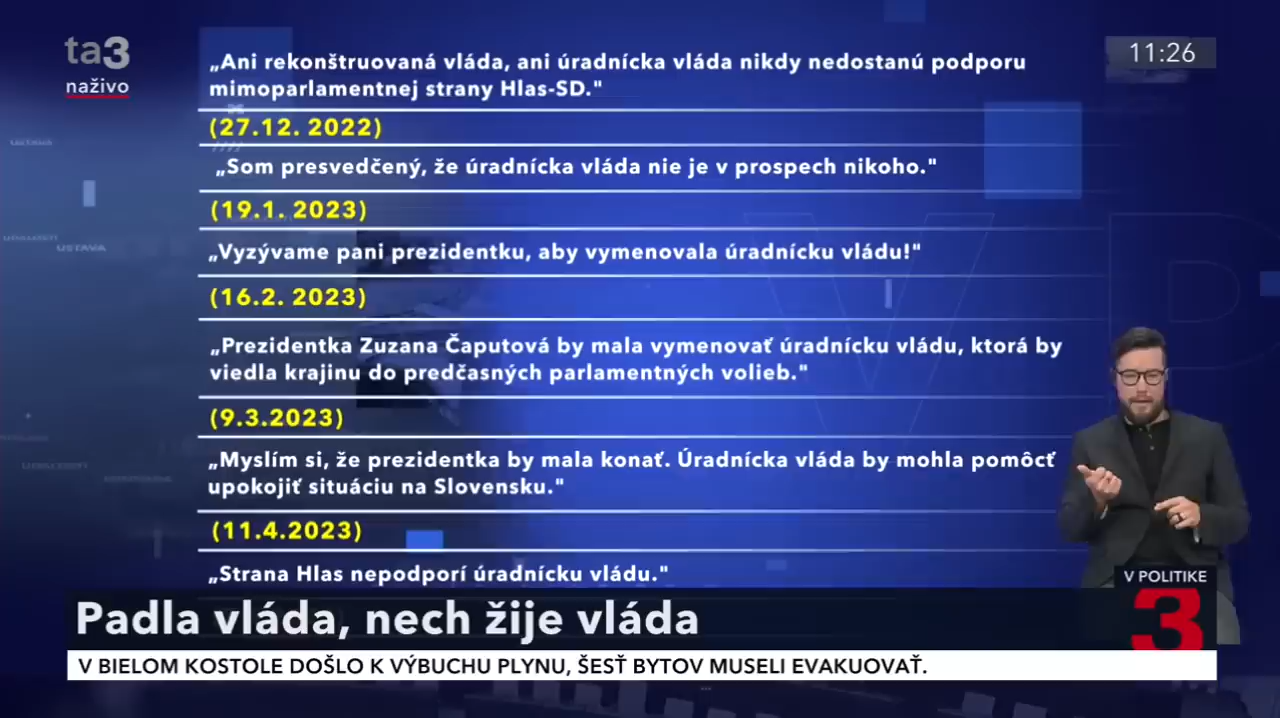 ta3
naživo
11:26
„Ani rekonštruovaná vláda, ani úradnícka vláda nikdy nedostanú podporu
mimoparlamentnej strany Hlas-SD."
(27.12. 2022)
„Som presvedčený, že úradnícka vláda nie je v prospech nikoho."
(19.1. 2023)
„Vyzývame pani prezidentku, aby vymenovala úradnícku vládu!"
(16.2. 2023)
„Prezidentka Zuzana Čaputová by mala vymenovať úradnícku vládu, ktorá by
viedla krajinu do predčasných parlamentných volieb."
(9.3.2023)
„Myslím si, že prezidentka by mala konať. Úradnícka vláda by mohla pomôcť
upokojiť situáciu na Slovensku."
(11.4.2023)
„Strana Hlas nepodporí úradnícku vládu."
V POLITIKE
3
Padla vláda, nech žije vláda
V BIELOM KOSTOLE DOŠLO K VÝBUCHU PLYNU, ŠESŤ BYTOV MUSELI EVAKUOVAŤ.
ÚSTAVA
ÚSTAVA